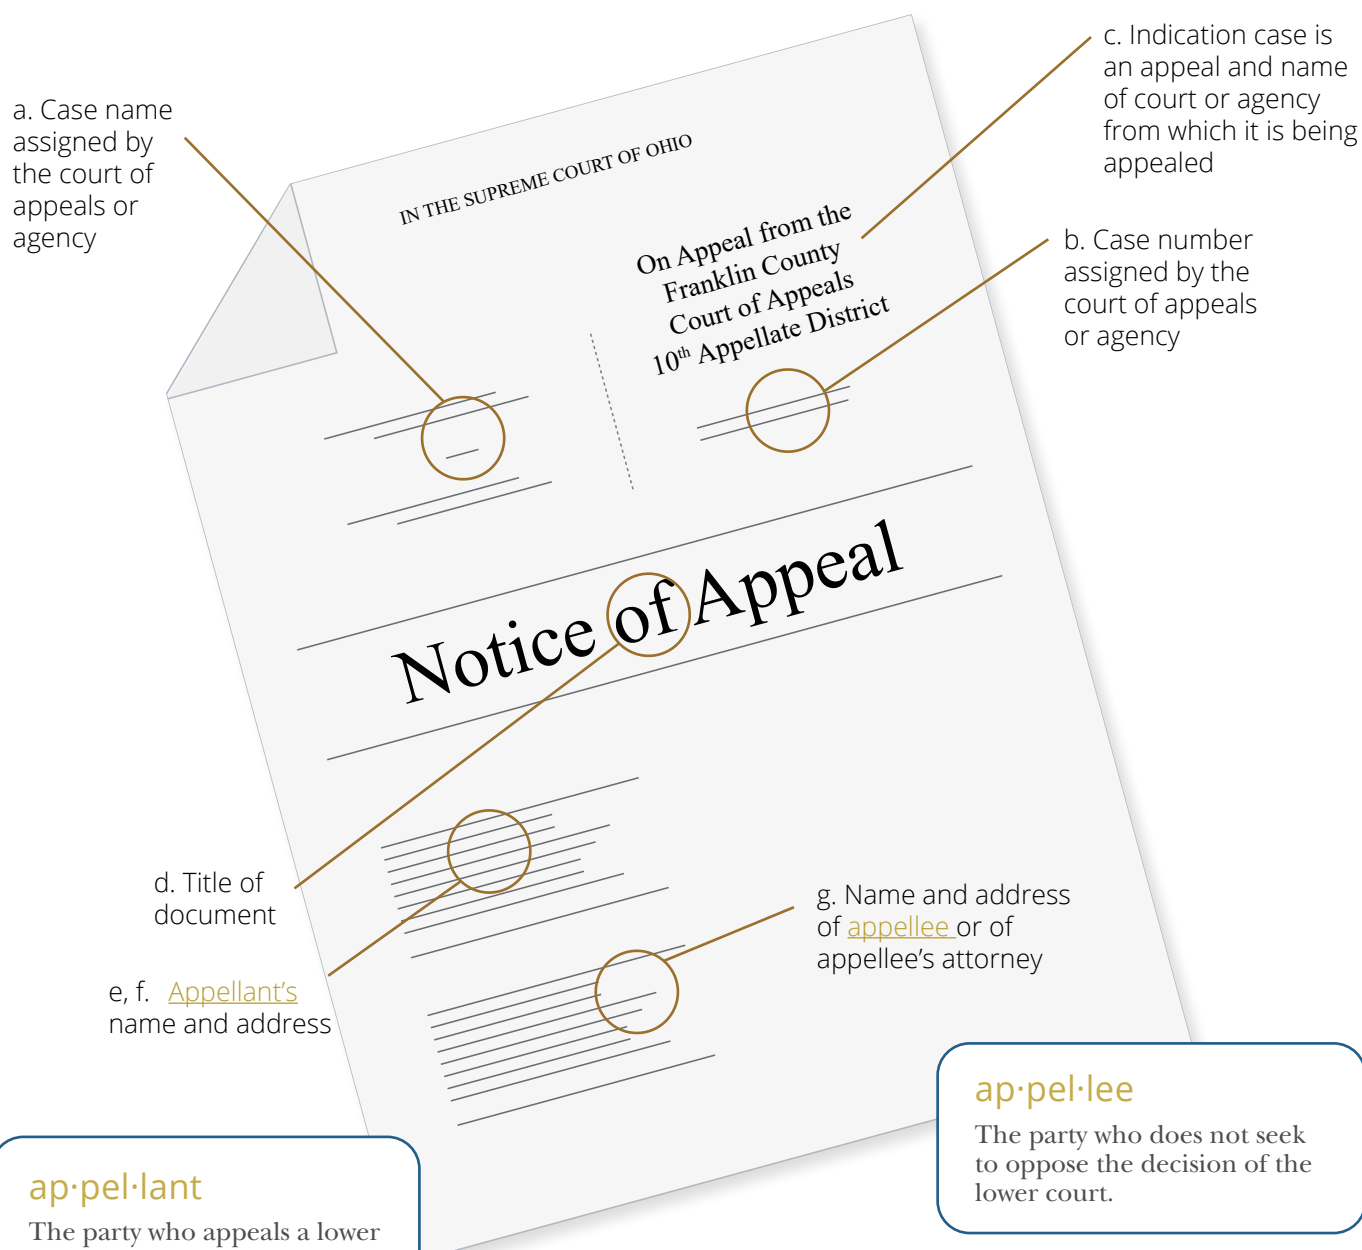 c. Indication case is
an appeal and name
of court or agency
from which it is being
appealed
a. Case name
assigned by
the court of
appeals or
agency
IN THE SUPREME COURT OF OHIO
On Appeal from the
Franklin County
Court of Appeals
10th Appellate District
b. Case number
assigned by the
court of appeals
or agency
Notice of Appeal
d. Title of
document
e, f. Appellant's
name and address
g. Name and address
of appellee or of
appellee's attorney
ap·pel·lee
The party who does not seek
to oppose the decision of the
lower court.
ap·pel·lant
The party who appeals a lower